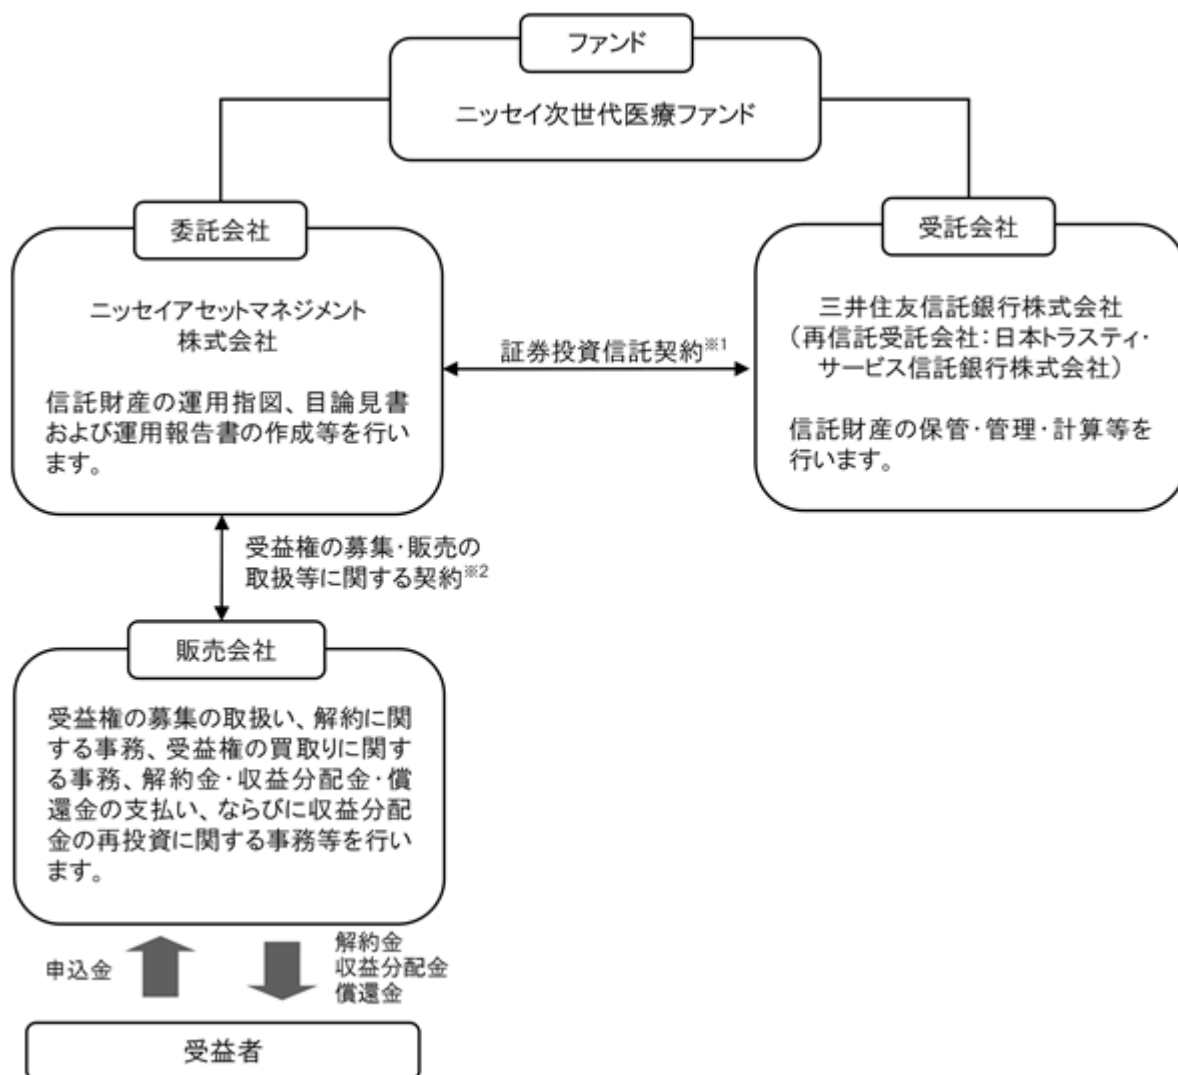 ファンド
ニッセイ次世代医療ファンド
委託会社
ニッセイアセットマネジメント
株式会社
信託財産の運用指図、目論見書
および運用報告書の作成等を行い
ます。
証券投資信託契約※1
受託会社
三井住友信託銀行株式会社
(再信託受託会社:日本トラスティ・
サービス信託銀行株式会社)
信託財産の保管・管理・計算等を
行います。
受益権の募集・販売の
取扱等に関する契約※2
販売会社
受益権の募集の取扱い、解約に関
する事務、受益権の買取りに関す
る事務、解約金・収益分配金・償
還金の支払い、ならびに収益分配
金の再投資に関する事務等を行い
ます。
申込金
解約金
収益分配金
償還金
受益者